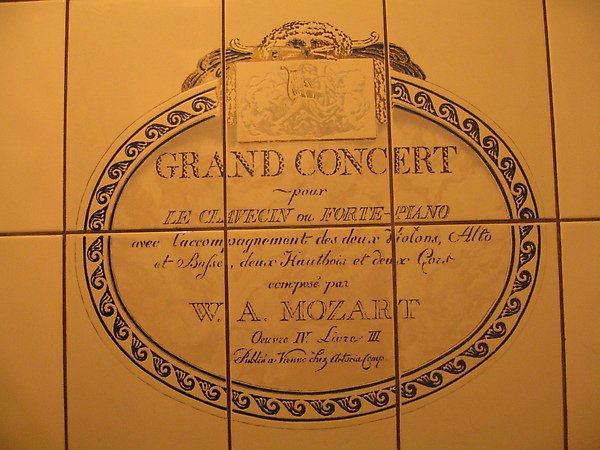 GRAND CONCERT
pour
LE CLAVECIN ou FORTE-PIANO
avec l'accompagnement des deux Violons, Alto
et Basse, deux Hautbois et deux Cors
composé par
W. A. MOZART
Oeuvre IV. Livre III
Publié a Vienne chez Artaria Comp.